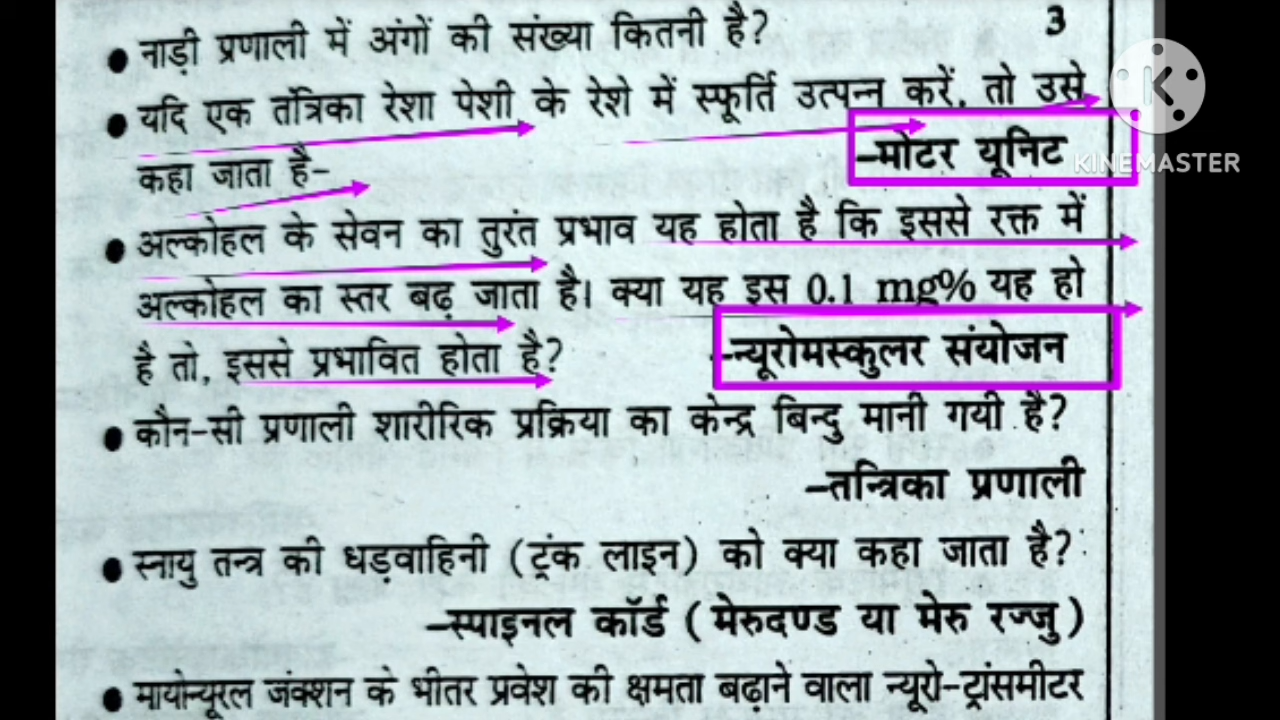 • नाड़ी प्रणाली में अंगों की संख्या कितनी है? 3
• यदि एक तंत्रिका रेशा पेशी के रेशे में स्फूर्ति उत्पन्न करें, तो उसे
कहा जाता है- –मोटर यूनिट
KINEMASTER
• अल्कोहल के सेवन का तुरंत प्रभाव यह होता है कि इससे रक्त में
अल्कोहल का स्तर बढ़ जाता है। क्या यह इस 0.1 mg% यह हो
है तो, इससे प्रभावित होता है? –न्यूरोमस्कुलर संयोजन
• कौन-सी प्रणाली शारीरिक प्रक्रिया का केन्द्र बिन्दु मानी गयी है?
–तन्त्रिका प्रणाली
• स्नायु तन्त्र की धड़वाहिनी (ट्रंक लाइन) को क्या कहा जाता है?
–स्पाइनल कॉर्ड ( मेरुदण्ड या मेरु रज्जु )
• मायोन्यूरल जंक्शन के भीतर प्रवेश की क्षमता बढ़ाने वाला न्यूरो-ट्रांसमीटर